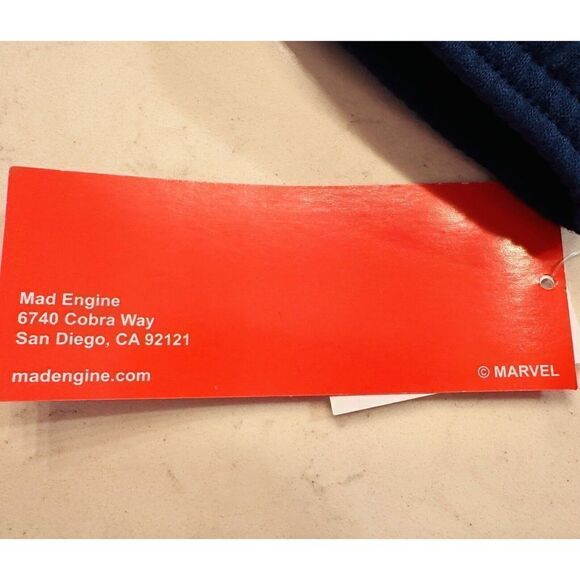 Mad Engine
6740 Cobra Way
San Diego, CA 92121
madengine.com
© MARVEL